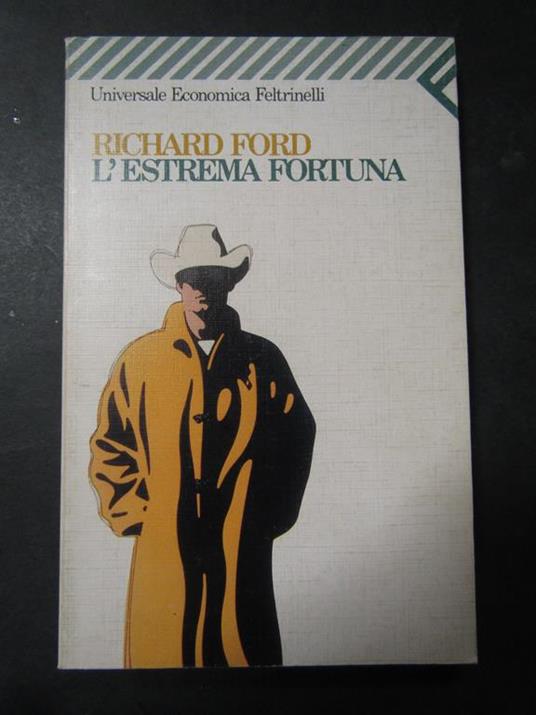 Universale Economica Feltrinelli
RICHARD FORD
L'ESTREMA FORTUNA